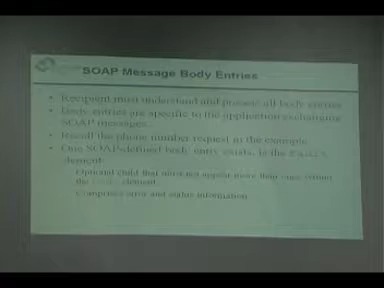 SOAP Message Body Entries
• Recipient must understand and process all body entries
• Body entries are specific to the application exchanging
SOAP messages
• Recall the phone number request in the example
• One SOAP-defined body entry exists, is the Fault
element
Optional child that must not appear more than once within
the element
Comprises error and status information